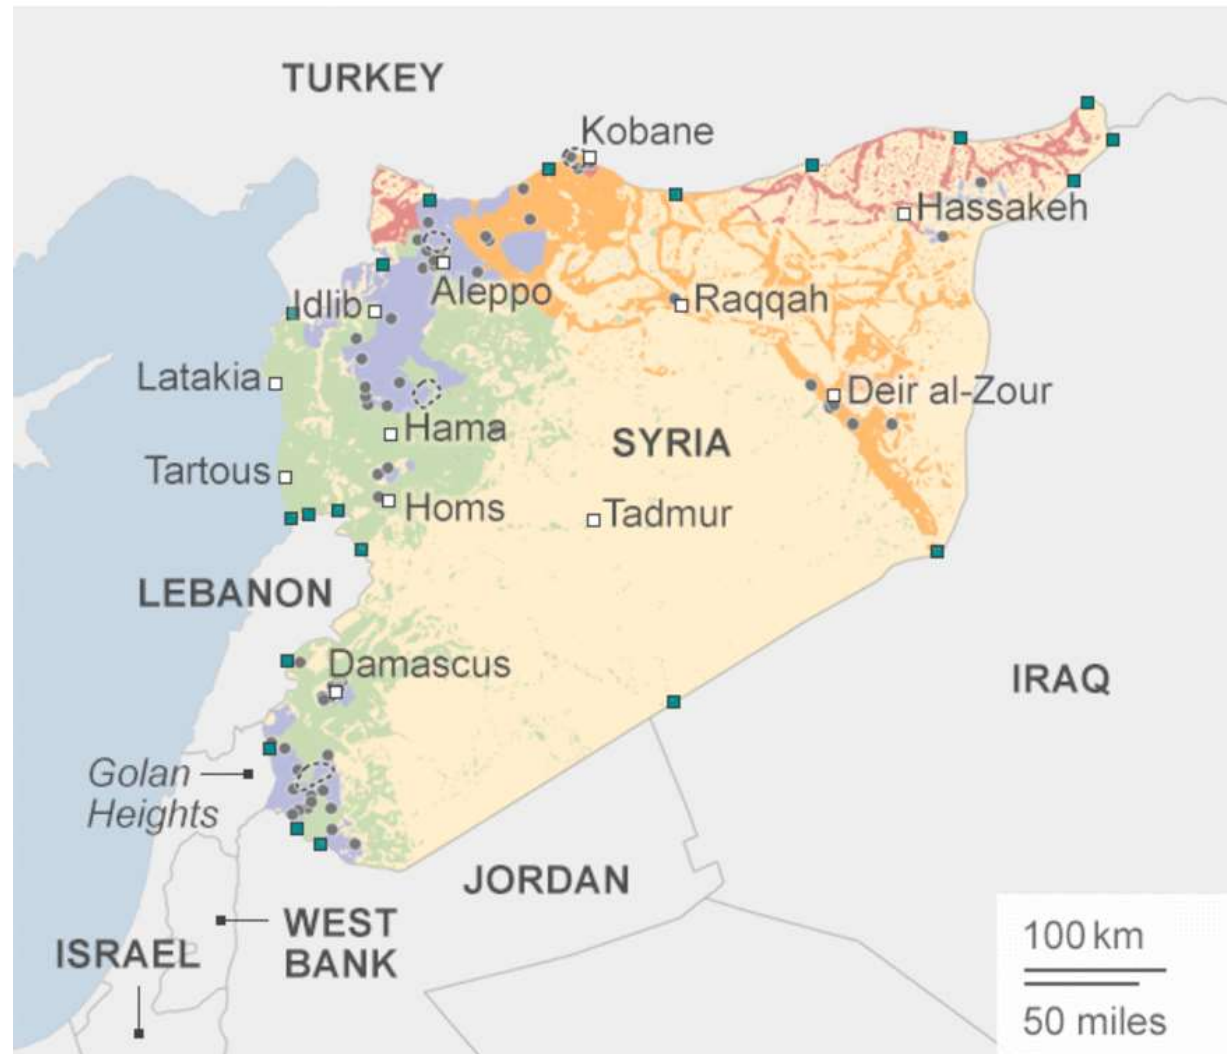 TURKEY
Kobane
Hassakeh
Aleppo
Idlib
Raqqah
Latakia
Deir al-Zour
Hama
SYRIA
Tartous
Homs
Tadmur
LEBANON
Damascus
IRAQ
Golan
Heights
JORDAN
WEST
BANK
ISRAEL
100 km
50 miles